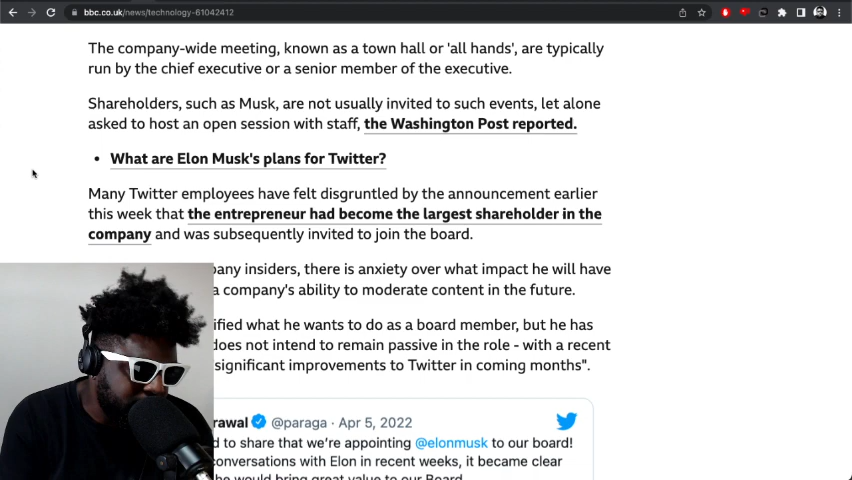 bbc.co.uk/news/technology-61042412
The company-wide meeting, known as a town hall or 'all hands', are typically
run by the chief executive or a senior member of the executive.
Shareholders, such as Musk, are not usually invited to such events, let alone
asked to host an open session with staff, the Washington Post reported.
• What are Elon Musk's plans for Twitter?
Many Twitter employees have felt disgruntled by the announcement earlier
this week that the entrepreneur had become the largest shareholder in the
company and was subsequently invited to join the board.
pany insiders, there is anxiety over what impact he will have
a company's ability to moderate content in the future.
ified what he wants to do as a board member, but he has
does not intend to remain passive in the role - with a recent
significant improvements to Twitter in coming months".
rawal @paraga · Apr 5, 2022
d to share that we're appointing @elonmusk to our board!
conversations with Elon in recent weeks, it became clear
he would bring great value to our Board